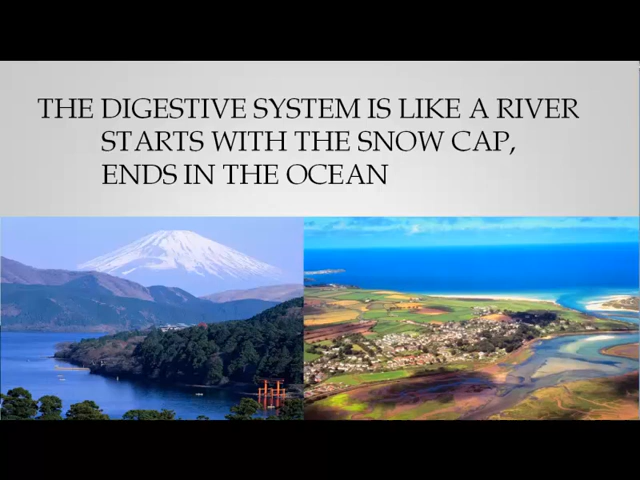 THE DIGESTIVE SYSTEM IS LIKE A RIVER
STARTS WITH THE SNOW CAP,
ENDS IN THE OCEAN